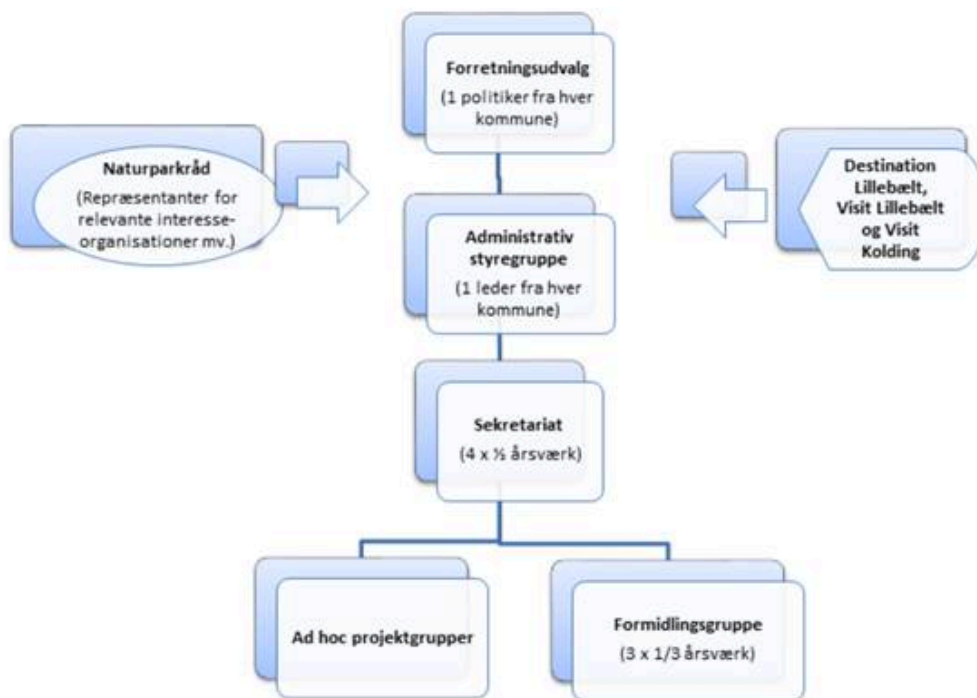 Forretningsudvalg
(1 politiker fra hver
kommune)
Naturparkråd
(Repræsentanter for
relevante interesse-
organisationer mv.)
Destination
Lillebælt,
Visit Lillebælt
og Visit
Kolding
Administrativ
styregruppe
(1 leder fra hver
kommune)
Sekretariat
(4 x ½ årsværk)
Ad hoc projektgrupper
Formidlingsgruppe
(3 x 1/3 årsværk)